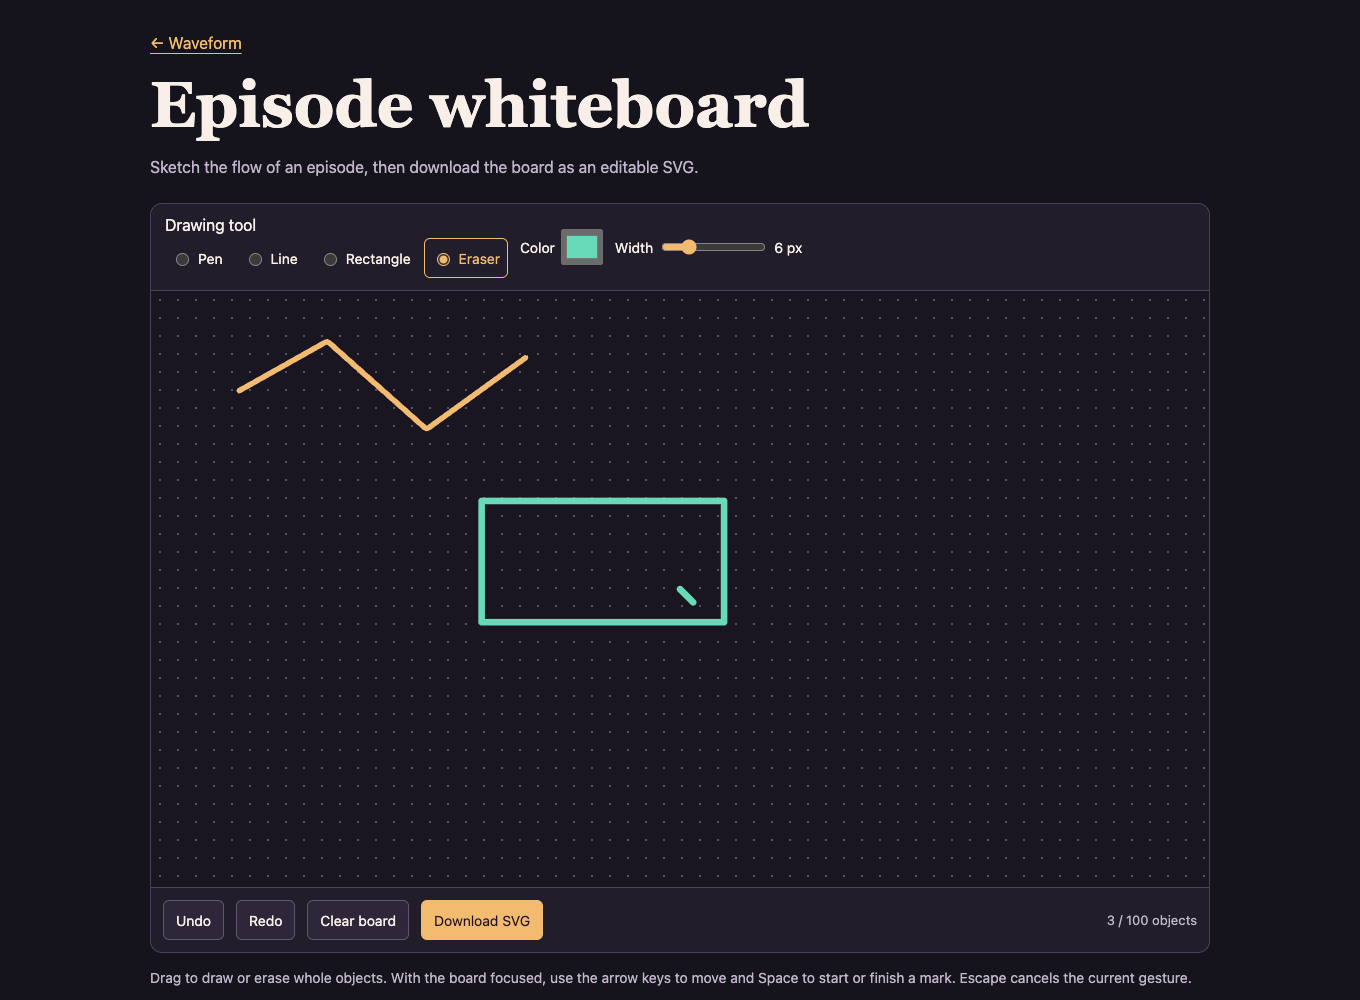 ← Waveform
Episode whiteboard
Sketch the flow of an episode, then download the board as an editable SVG.
Drawing tool
Pen Line Rectangle Eraser Color Width 6 px
Undo Redo Clear board Download SVG 3 / 100 objects
Drag to draw or erase whole objects. With the board focused, use the arrow keys to move and Space to start or finish a mark. Escape cancels the current gesture.